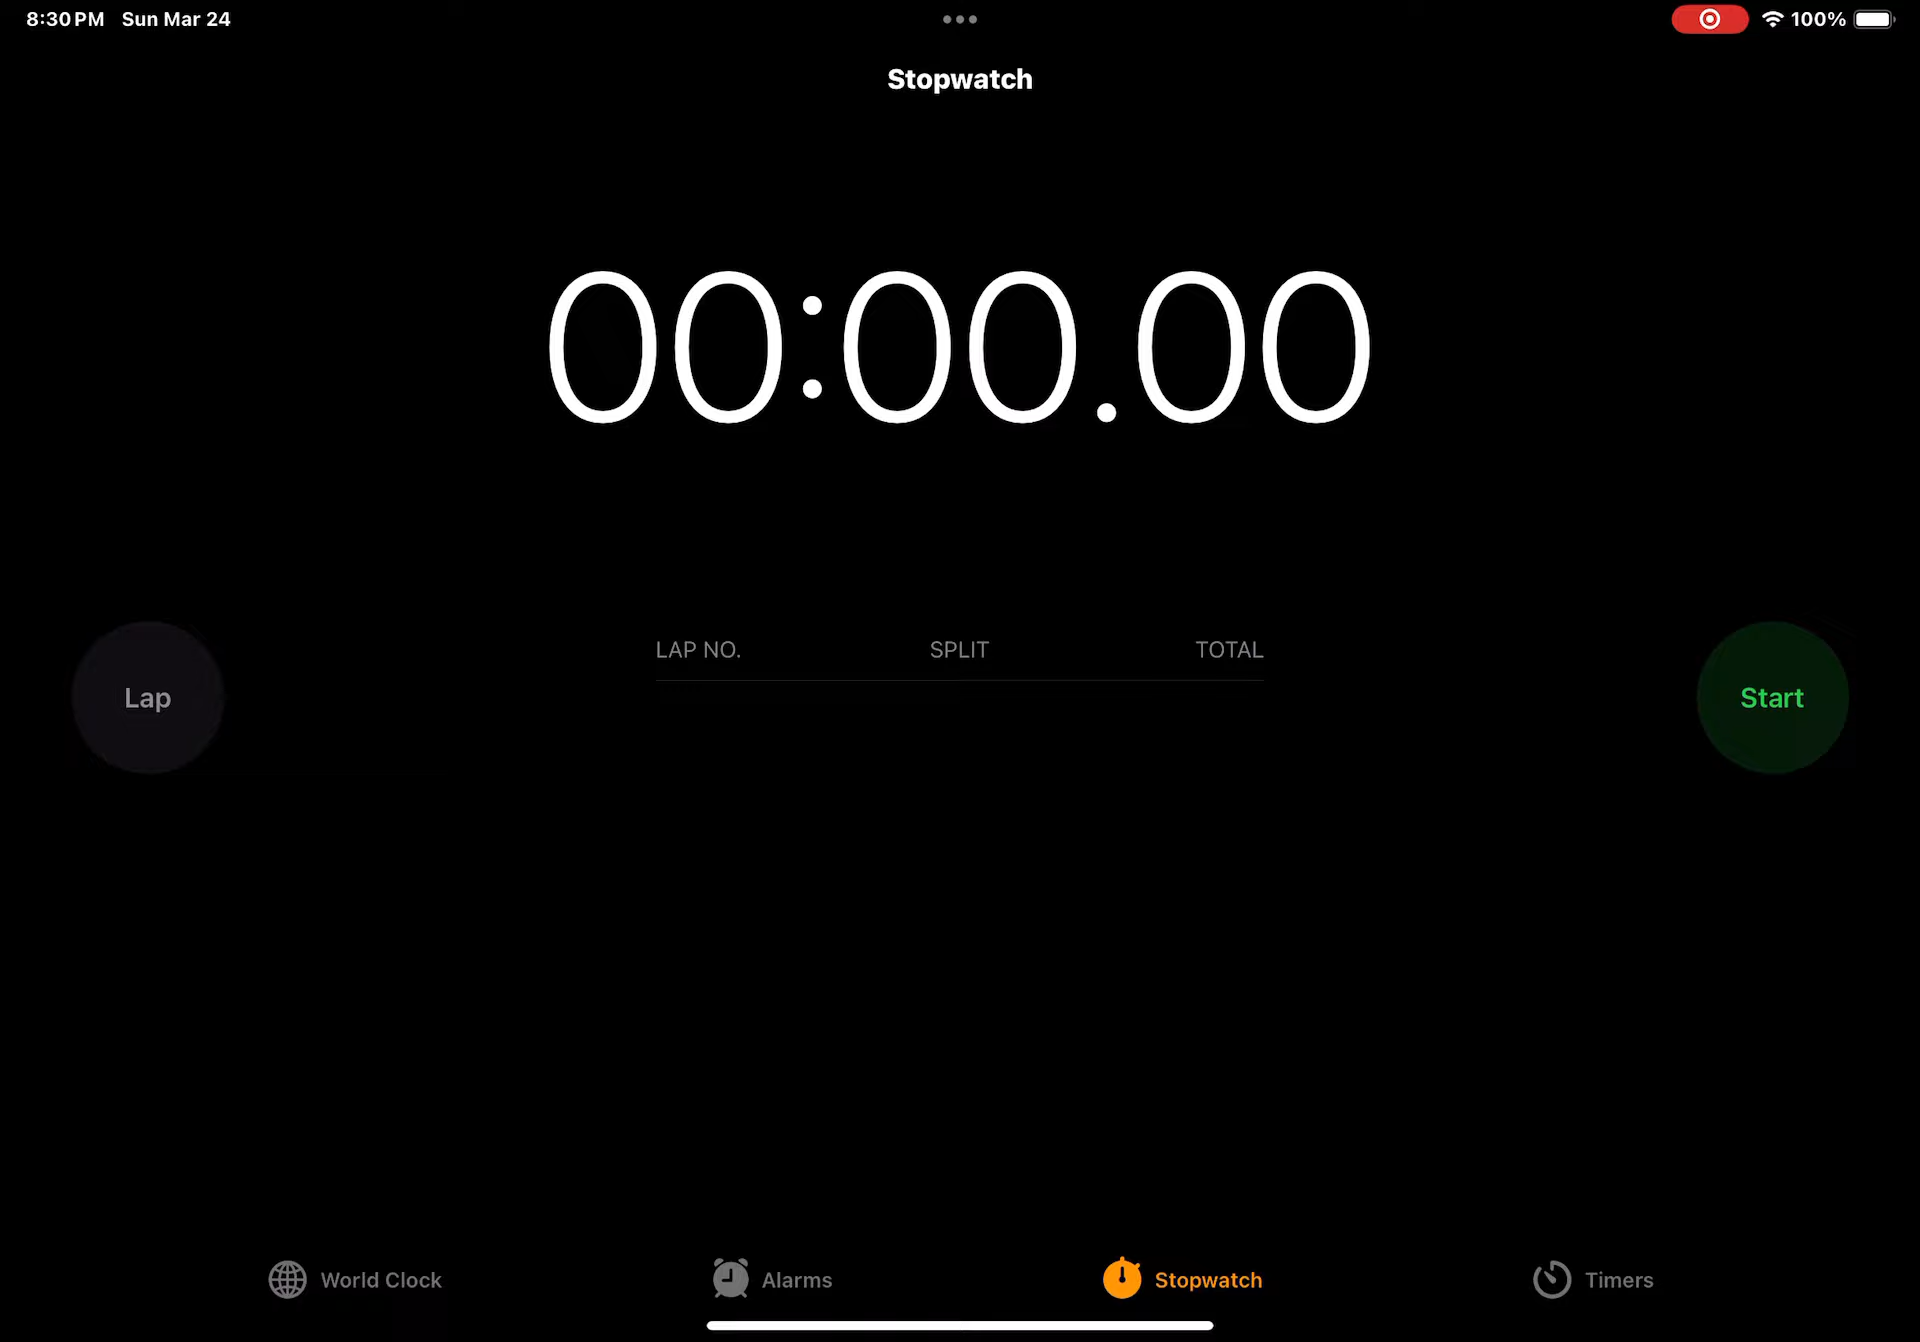 8:30 PM Sun Mar 24
100%
Stopwatch
00:00.00
LAP NO. SPLIT TOTAL
Lap
Start
World Clock Alarms Stopwatch Timers